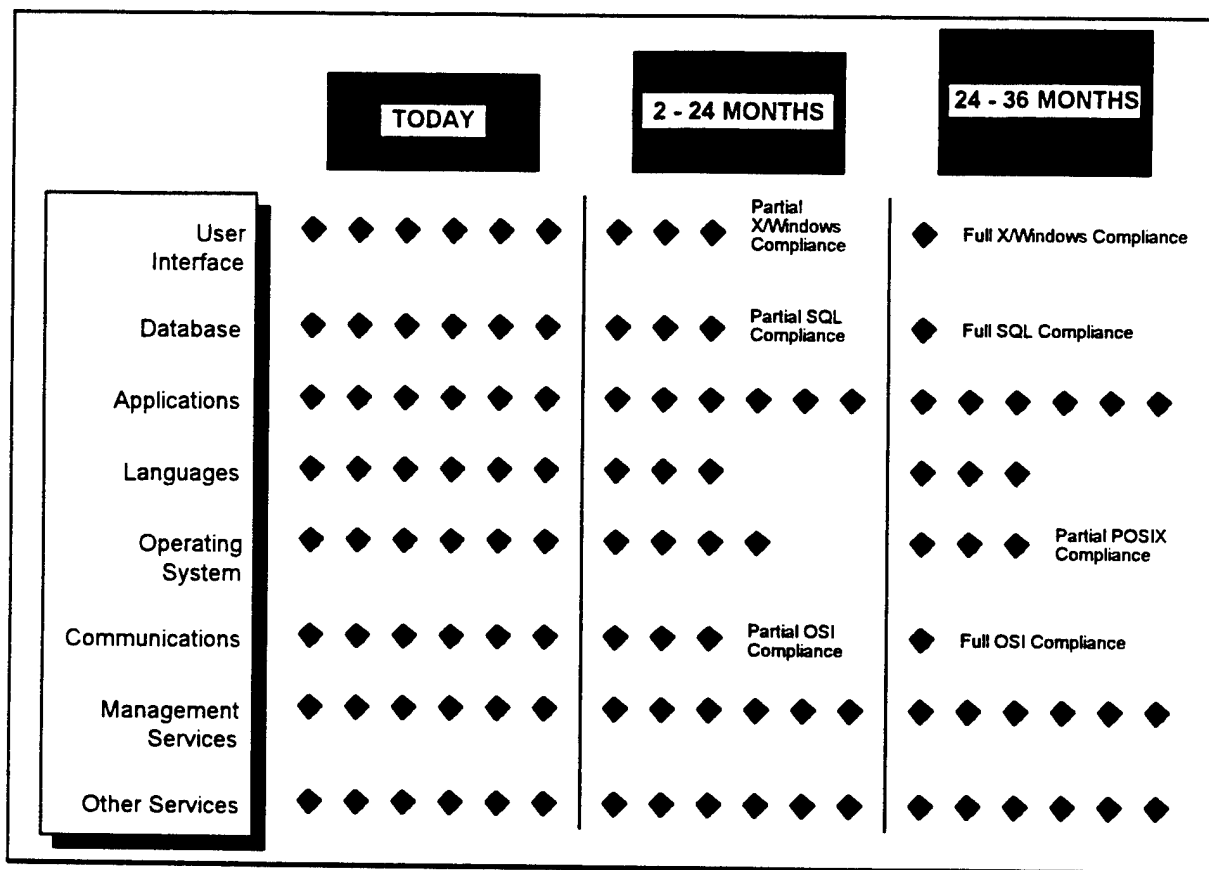 TODAY
2 - 24 MONTHS
24 - 36 MONTHS
User
Interface
Partial
X/Windows
Compliance
Full X/Windows Compliance
Database
Partial SQL
Compliance
Full SQL Compliance
Applications
Languages
Operating
System
Partial POSIX
Compliance
Communications
Partial OSI
Compliance
Full OSI Compliance
Management
Services
Other Services